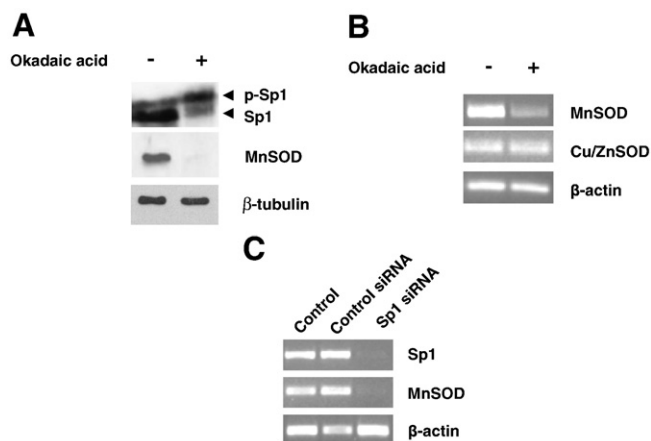 A
Okadaic acid - +
p-Sp1
Sp1
MnSOD
β-tubulin
B
Okadaic acid - +
MnSOD
Cu/ZnSOD
β-actin
C
Control
Control siRNA
Sp1 siRNA
Sp1
MnSOD
β-actin